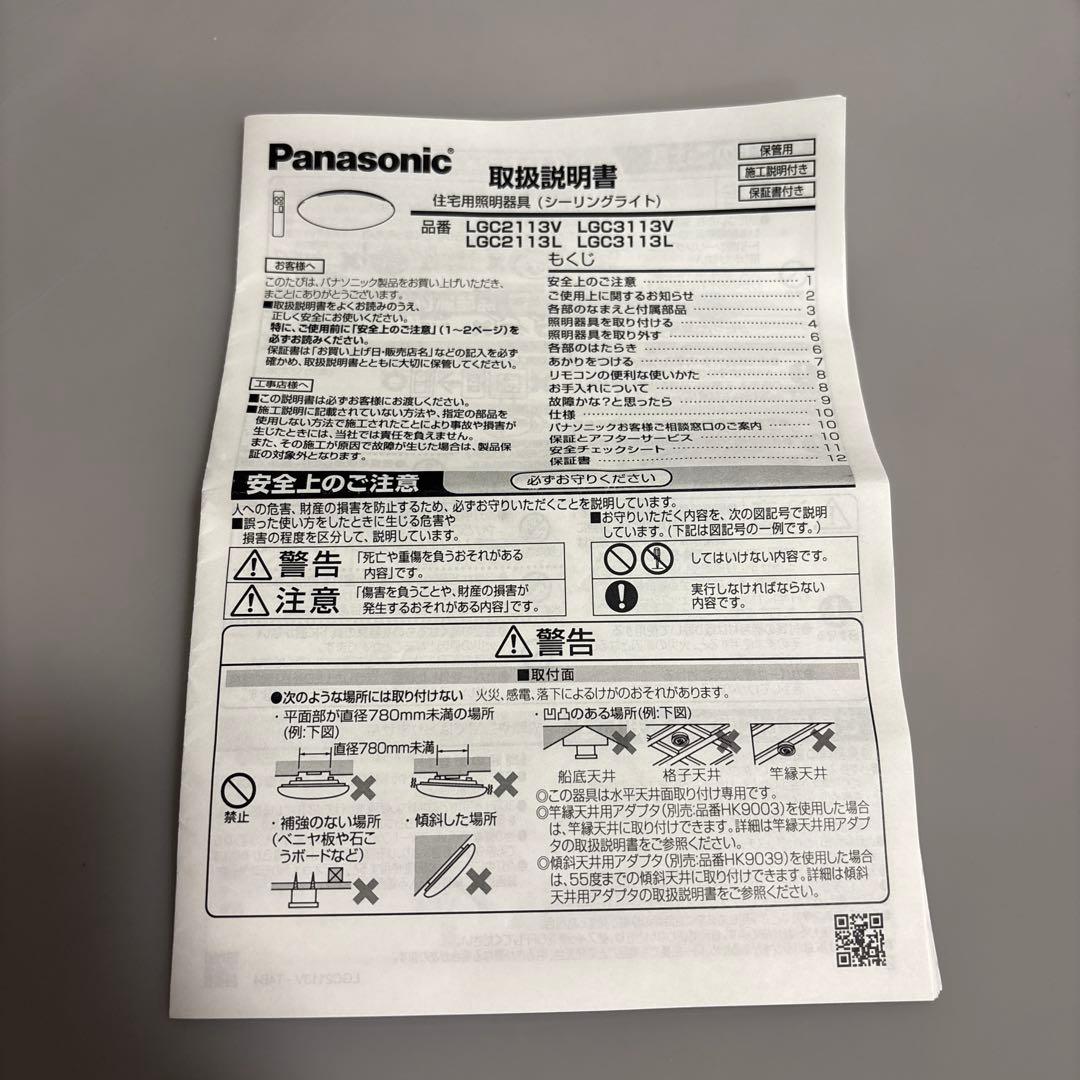 Panasonic®
取扱説明書
住宅用照明器具(シーリングライト)
保管用
施工説明付き
保証書付き
品番 LGC2113V LGC3113V
LGC2113L LGC3113L
お客様へ
このたびは、パナソニック製品をお買い上げいただき、
まことにありがとうございます。
■取扱説明書をよくお読みのうえ、
正しく安全にお使いください。
特に、ご使用前に「安全上のご注意」(1〜2ページ)を
必ずお読みください。
保証書は「お買い上げ日・販売店名」などの記入を必ず
確かめ、取扱説明書とともに大切に保管してください。
工事店様へ
■この説明書は必ずお客様にお渡しください。
■施工説明に記載されていない方法や、指定の部品を
使用しない方法で施工されたことにより事故や損害が
生じたときには、当社では責任を負えません。
また、その施工が原因で故障が生じた場合は、製品保
証の対象外となります。
もくじ
安全上のご注意 1
ご使用上に関するお知らせ 2
各部のなまえと付属部品 3
照明器具を取り付ける 4
照明器具を取り外す 6
各部のはたらき 6
あかりをつける 7
リモコンの便利な使いかた 8
お手入れについて 8
故障かな?と思ったら 9
仕様 10
パナソニックお客様ご相談窓口のご案内 10
保証とアフターサービス 10
安全チェックシート 11
保証書 12
安全上のご注意 必ずお守りください
人への危害、財産の損害を防止するため、必ずお守りいただくことを説明しています。
■誤った使い方をしたときに生じる危害や
損害の程度を区分して、説明しています。
警告 「死亡や重傷を負うおそれがある
内容」です。
注意 「傷害を負うことや、財産の損害が
発生するおそれがある内容」です。
■お守りいただく内容を、次の図記号で説明
しています。(下記は図記号の一例です。)
してはいけない内容です。
実行しなければならない
内容です。
警告
■取付面
●次のような場所には取り付けない 火災、感電、落下によるけがのおそれがあります。
・平面部が直径780mm未満の場所
(例:下図)
直径780mm未満
禁止
・補強のない場所
(ベニヤ板や石こ
うボードなど)
・傾斜した場所
・凹凸のある場所(例:下図)
船底天井 格子天井 竿縁天井
◎この器具は水平天井面取り付け専用です。
◎竿縁天井用アダプタ(別売:品番HK9003)を使用した場合
は、竿縁天井に取り付けできます。詳細は竿縁天井用アダプ
タの取扱説明書をご参照ください。
◎傾斜天井用アダプタ(別売:品番HK9039)を使用した場合
は、55度までの傾斜天井に取り付けできます。詳細は傾斜
天井用アダプタの取扱説明書をご参照ください。